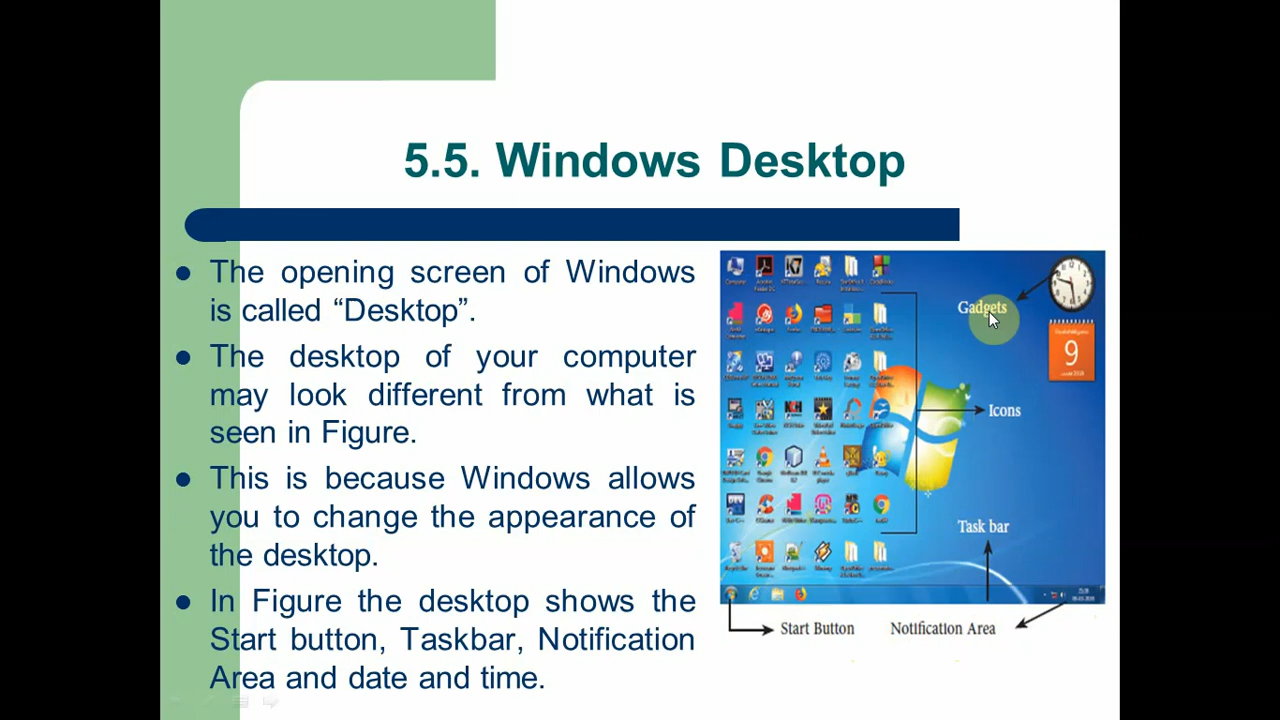 5.5. Windows Desktop
The opening screen of Windows
is called “Desktop”.
The desktop of your computer
may look different from what is
seen in Figure.
This is because Windows allows
you to change the appearance of
the desktop.
In Figure the desktop shows the
Start button, Taskbar, Notification
Area and date and time.
Gadgets
9
Icons
Task bar
Start Button
Notification Area